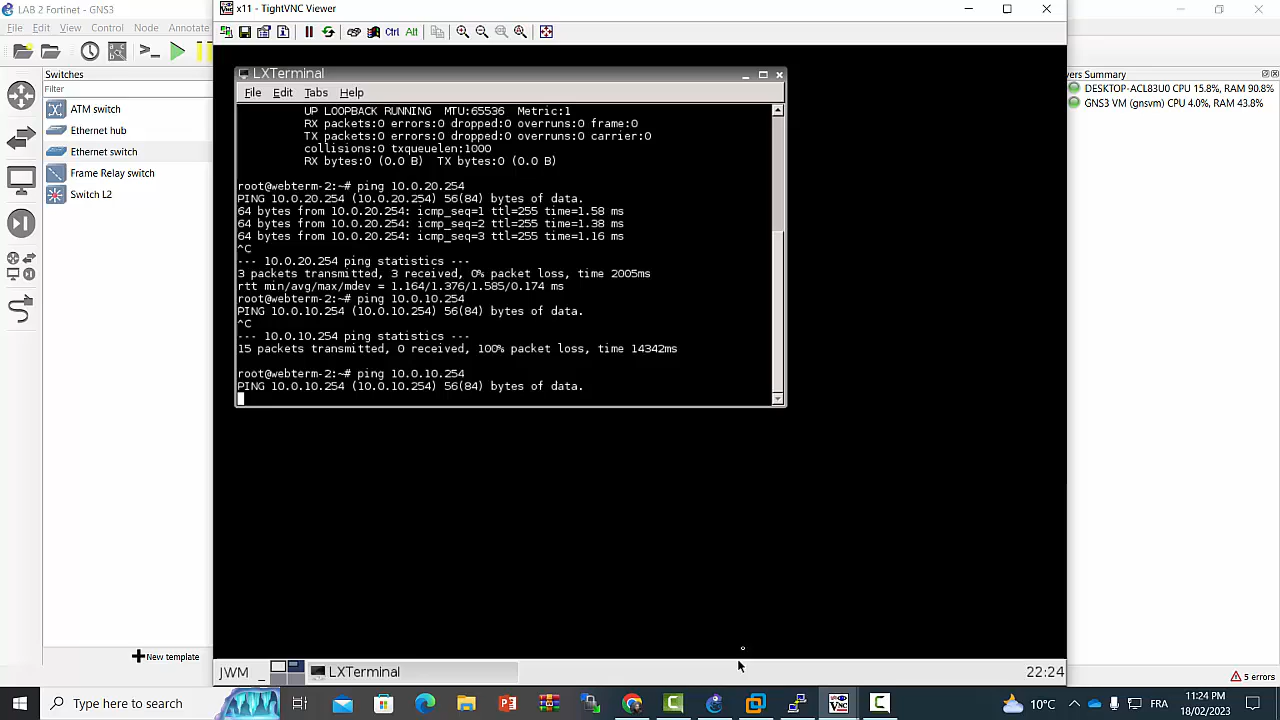 LAB 2 Fortinet - GNS3
x11 - TightVNC Viewer
File Edit View Control Node Annotate
Ctrl Alt
Switches
Filter
ATM switch
Ethernet hub
Ethernet switch
Frame Relay switch
Switch L2
New template
LXTerminal
File Edit Tabs Help
UP LOOPBACK RUNNING MTU:65536 Metric:1
RX packets:0 errors:0 dropped:0 overruns:0 frame:0
TX packets:0 errors:0 dropped:0 overruns:0 carrier:0
collisions:0 txqueuelen:1000
RX bytes:0 (0.0 B) TX bytes:0 (0.0 B)
root@webterm-2:~# ping 10.0.20.254
PING 10.0.20.254 (10.0.20.254) 56(84) bytes of data.
64 bytes from 10.0.20.254: icmp_seq=1 ttl=255 time=1.58 ms
64 bytes from 10.0.20.254: icmp_seq=2 ttl=255 time=1.38 ms
64 bytes from 10.0.20.254: icmp_seq=3 ttl=255 time=1.16 ms
^C
--- 10.0.20.254 ping statistics ---
3 packets transmitted, 3 received, 0% packet loss, time 2005ms
rtt min/avg/max/mdev = 1.164/1.376/1.585/0.174 ms
root@webterm-2:~# ping 10.0.10.254
PING 10.0.10.254 (10.0.10.254) 56(84) bytes of data.
^C
--- 10.0.10.254 ping statistics ---
15 packets transmitted, 0 received, 100% packet loss, time 14342ms
root@webterm-2:~# ping 10.0.10.254
PING 10.0.10.254 (10.0.10.254) 56(84) bytes of data.
JWM
LXTerminal
22:24
ers Summary
DESKTOP-ACL83U0 CPU 15.8%, RAM 90.8%
GNS3 VM (gnsvm) CPU 4.0%, RAM 43.8%
5 errors
Type here to search
10°C
FRA
11:24 PM
18/02/2023